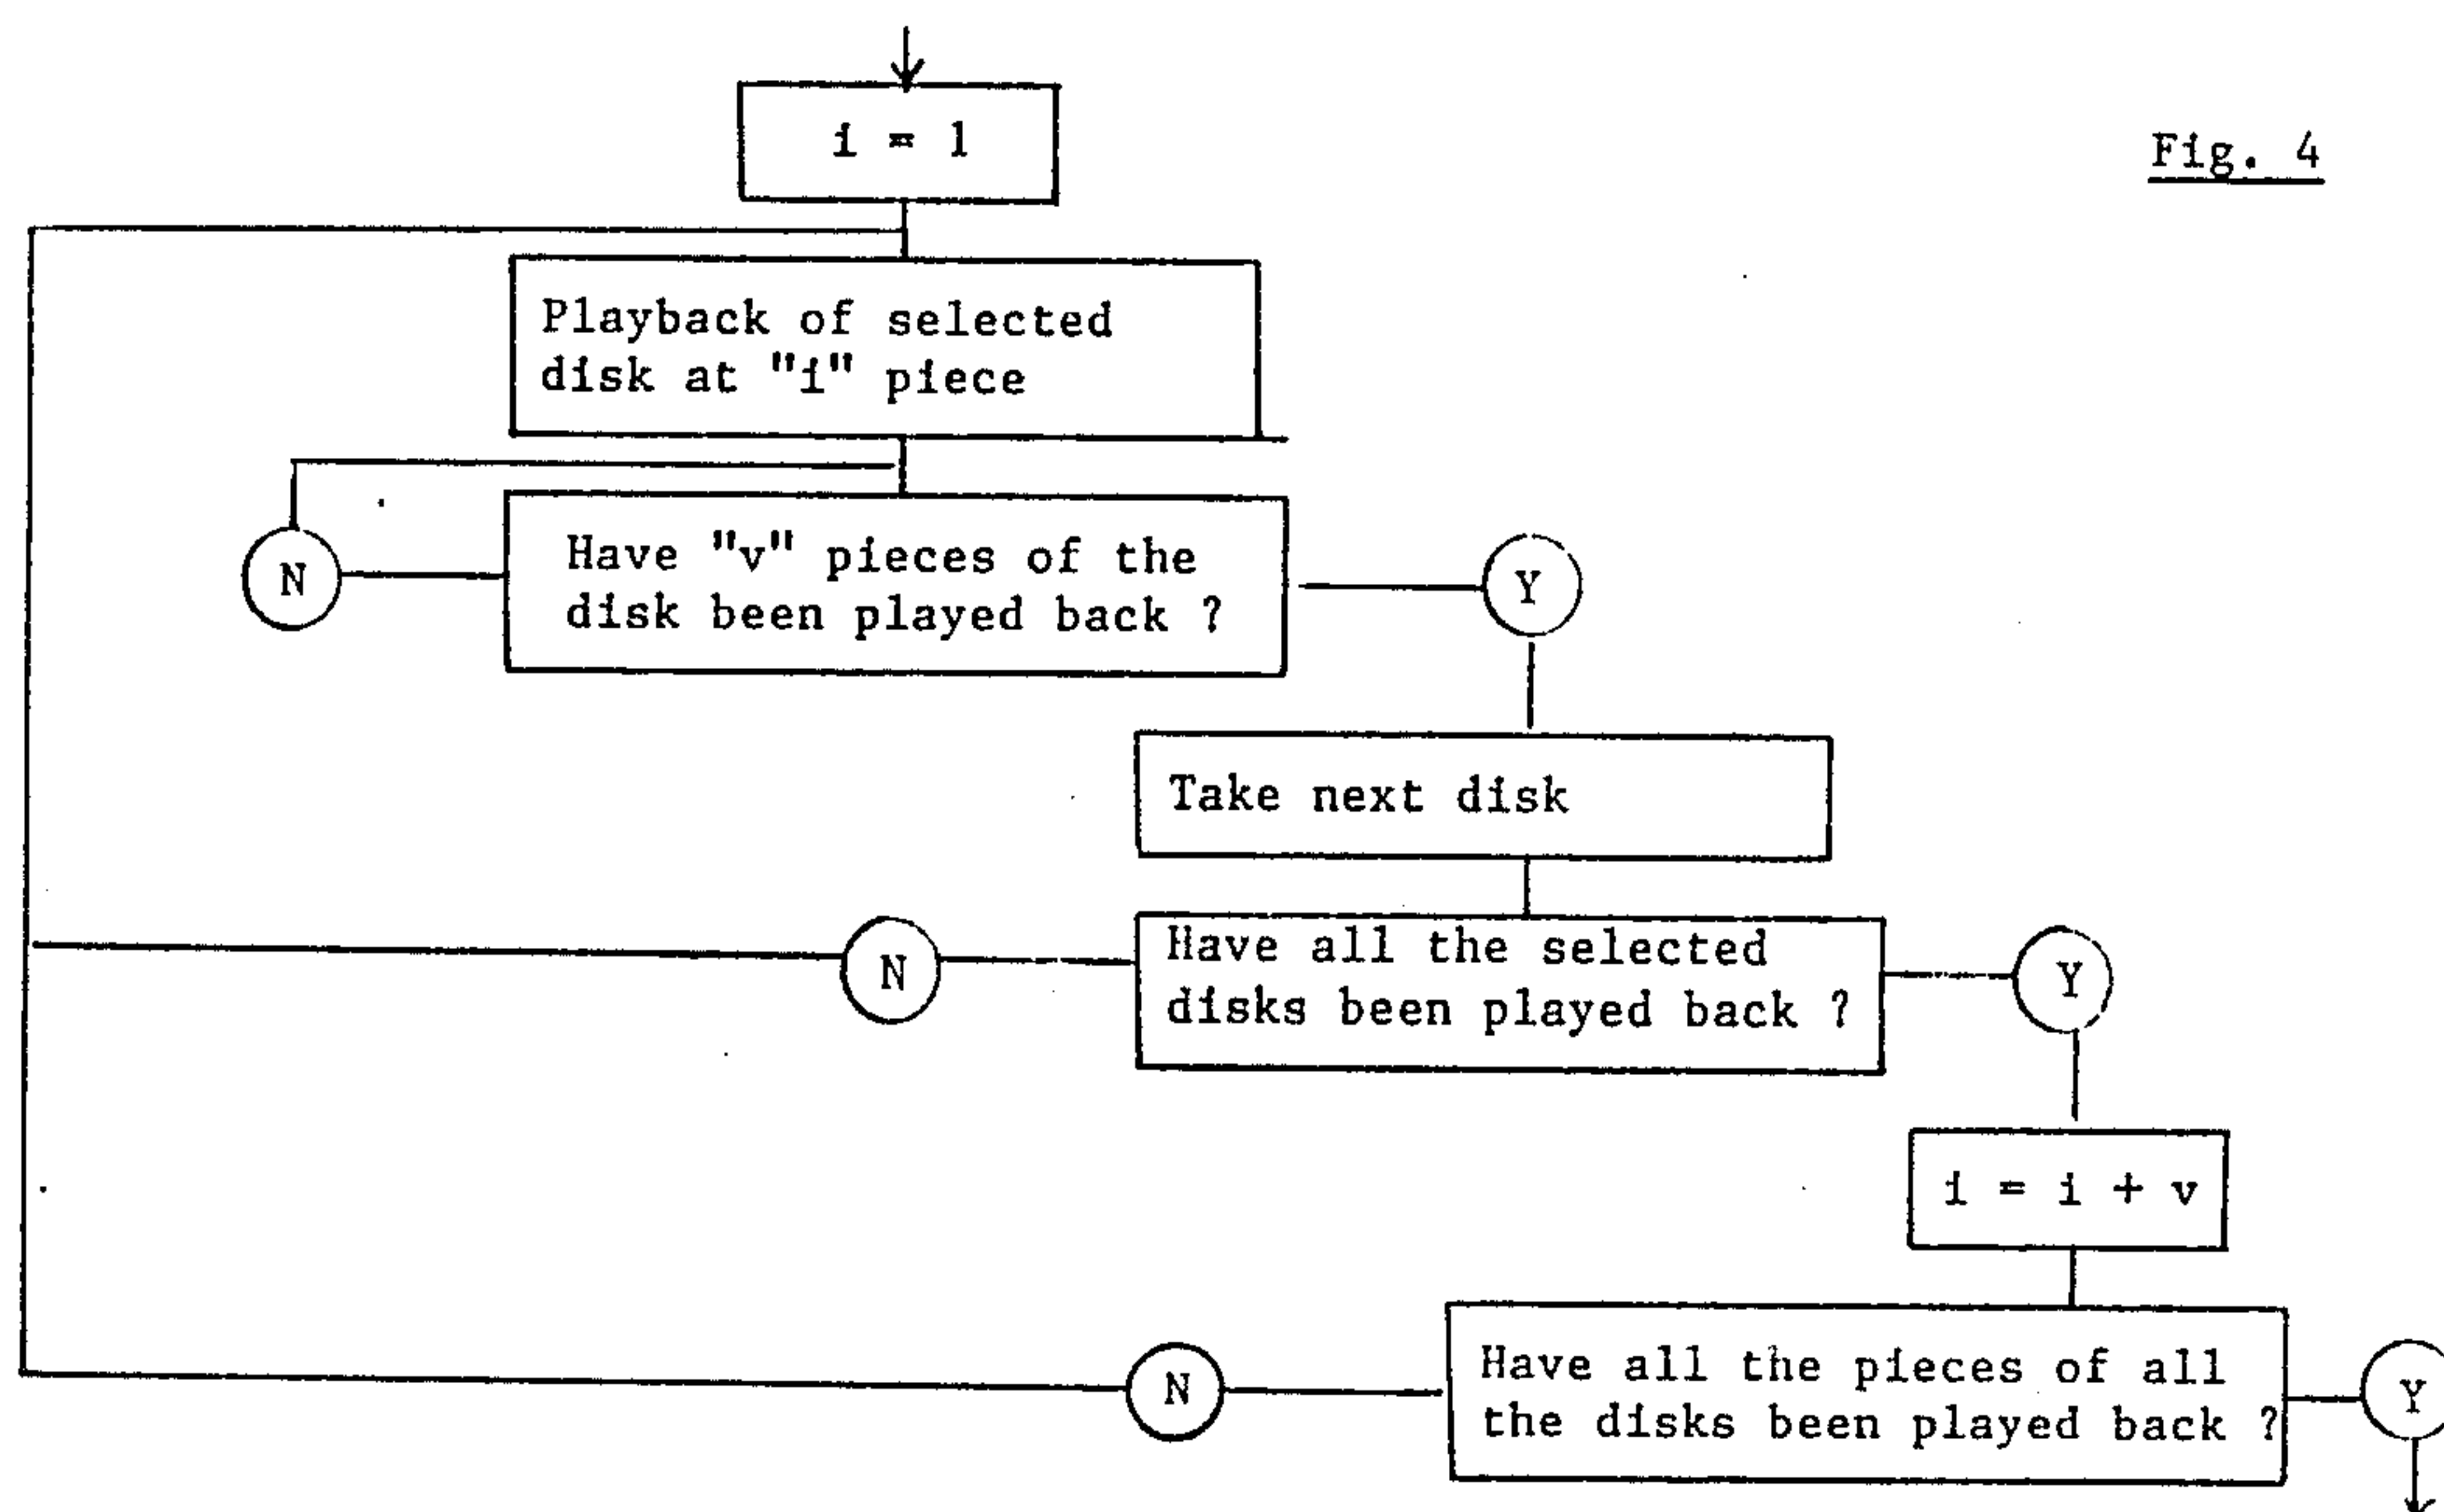 Fig. 4
i = 1
Playback of selected
disk at "i" piece
Have "v" pieces of the
disk been played back ?
N
Y
Take next disk
Have all the selected
disks been played back ?
N
Y
i = i + v
Have all the pieces of all
the disks been played back ?
N
Y